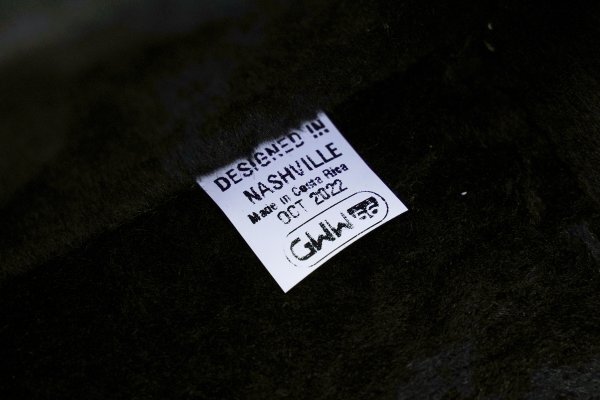 DESIGNED IN
NASHVILLE
Made in Costa Rica
OCT 2022
GWW